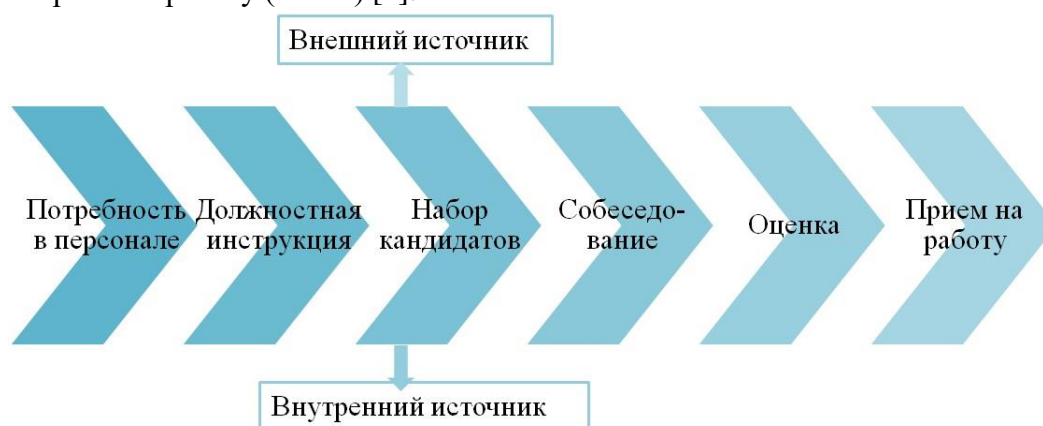 Внешний источник
Потребность
в персонале
Должностная
инструкция
Набор
кандидатов
Собеседо-
вание
Оценка
Прием на
работу
Внутренний источник